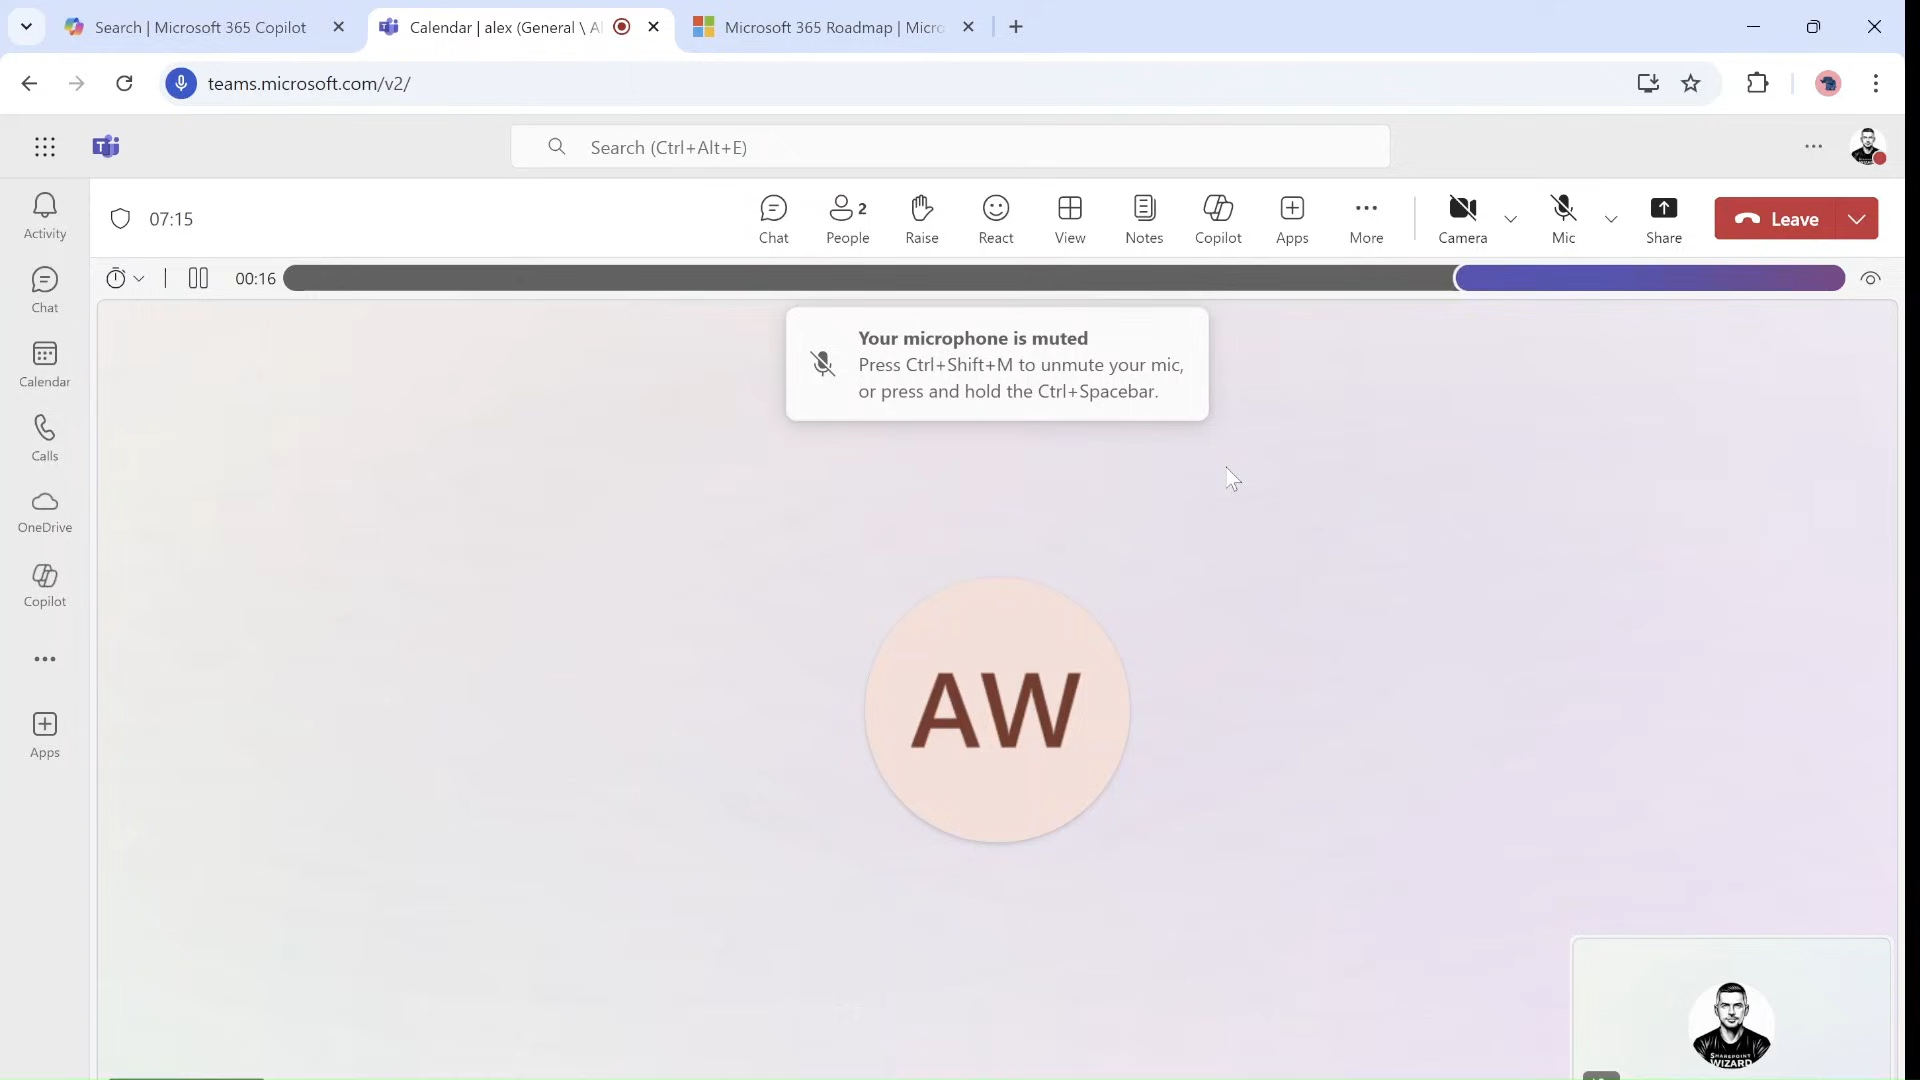 Search | Microsoft 365 Copilot
Calendar | alex (General \ Al
Microsoft 365 Roadmap | Micro
teams.microsoft.com/v2/
Search (Ctrl+Alt+E)
07:15
Chat
2
People
Raise
React
View
Notes
Copilot
Apps
More
Camera
Mic
Share
Leave
00:16
Activity
Chat
Calendar
Calls
OneDrive
Copilot
Apps
Your microphone is muted
Press Ctrl+Shift+M to unmute your mic,
or press and hold the Ctrl+Spacebar.
AW
SHAREPOINT
WIZARD